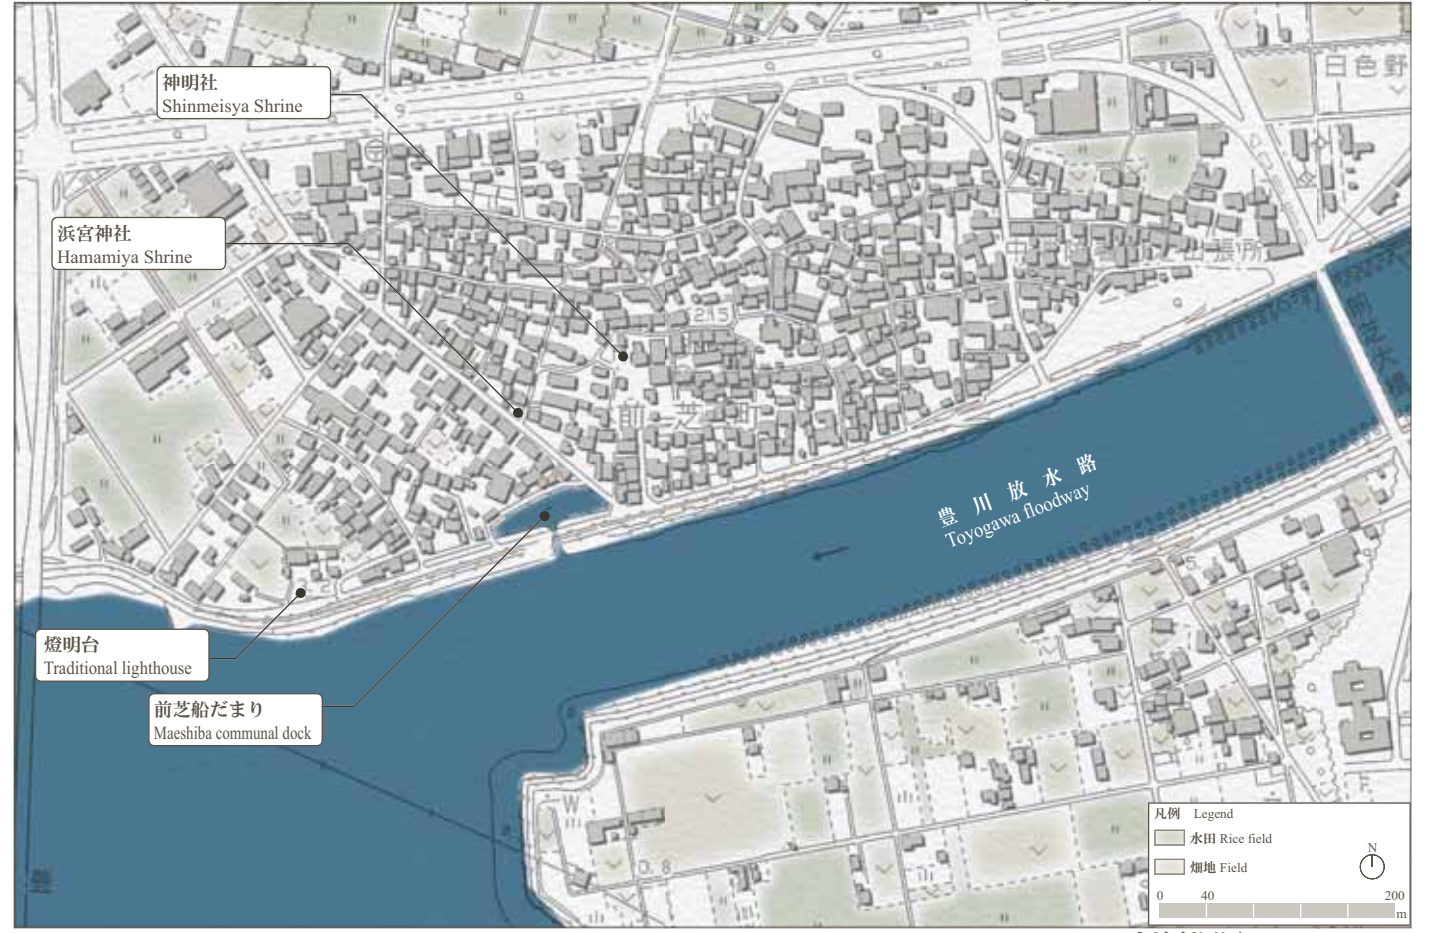 神明社
Shinmeisya Shrine
日色野
浜宮神社
Hamamiya Shrine
前芝町
豊川放水路
Toyogawa floodway
燈明台
Traditional lighthouse
前芝船だまり
Maeshiba communal dock
W
0.8
凡例 Legend
水田 Rice field
畑地 Field
N
0 40 200
m